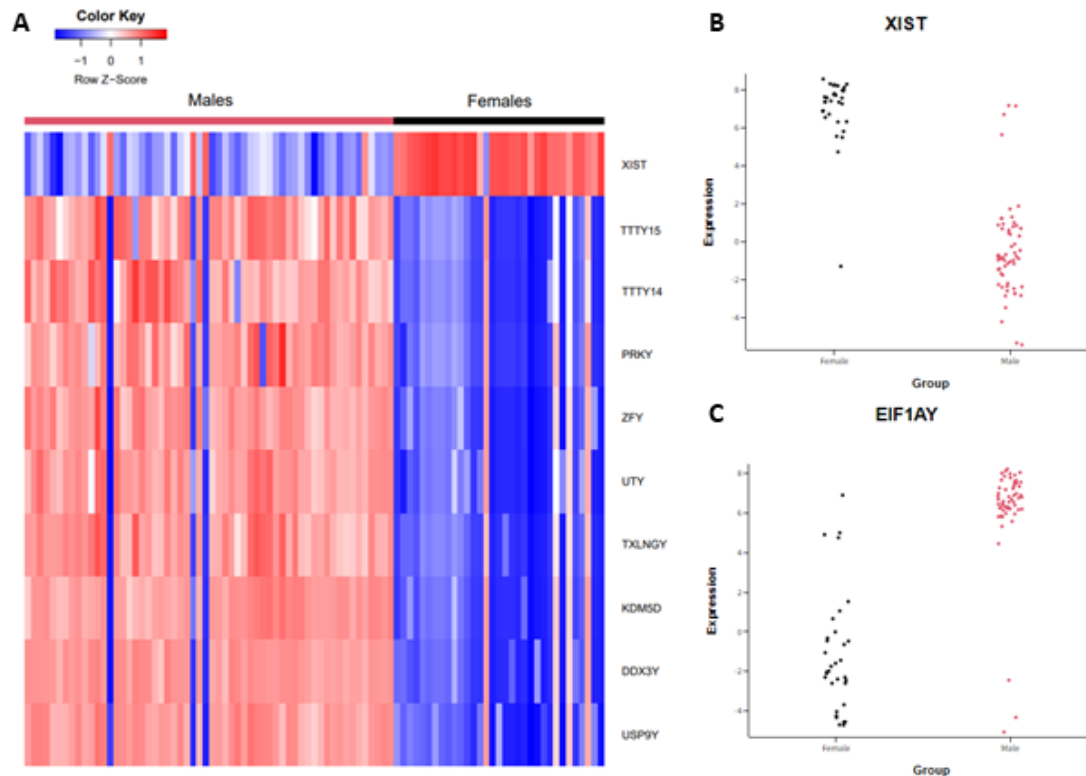 A
Color Key
−1 0 1
Row Z−Score
Males Females
XIST
TTTY15
TTTY14
PRKY
ZFY
UTY
TXLNGY
KDM5D
DDX3Y
USP9Y
B
XIST
Expression
8
6
4
2
0
-2
-4
Female Male
Group
C
EIF1AY
Expression
8
6
4
2
0
-2
-4
Female Male
Group